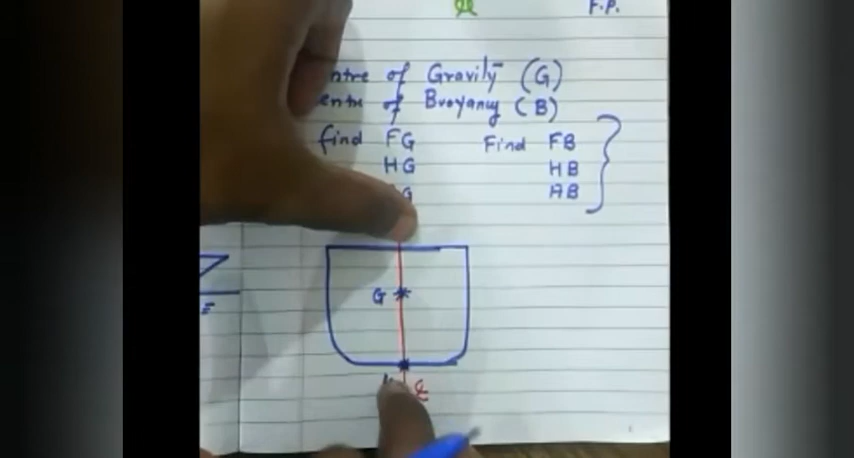 F.P.
ntre of Gravity (G)
entre of Buoyancy (B)
find FG Find FB
HG HB
G AB
G